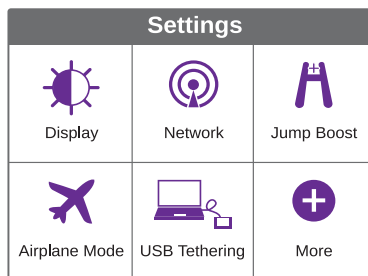 Settings
Display
Network
Jump Boost
Airplane Mode
USB Tethering
More